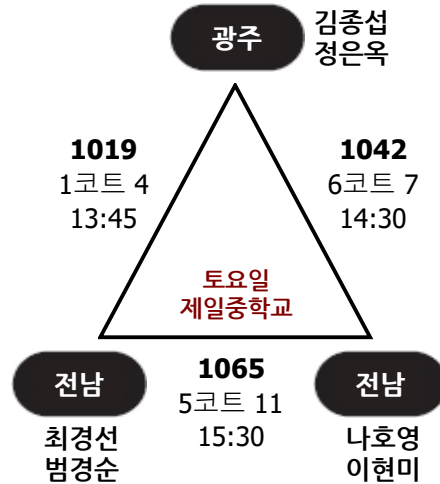 광주
김종섭
정은옥
1019
1코트 4
13:45
1042
6코트 7
14:30
토요일
제일중학교
전남
최경선
범경순
1065
5코트 11
15:30
전남
나호영
이현미